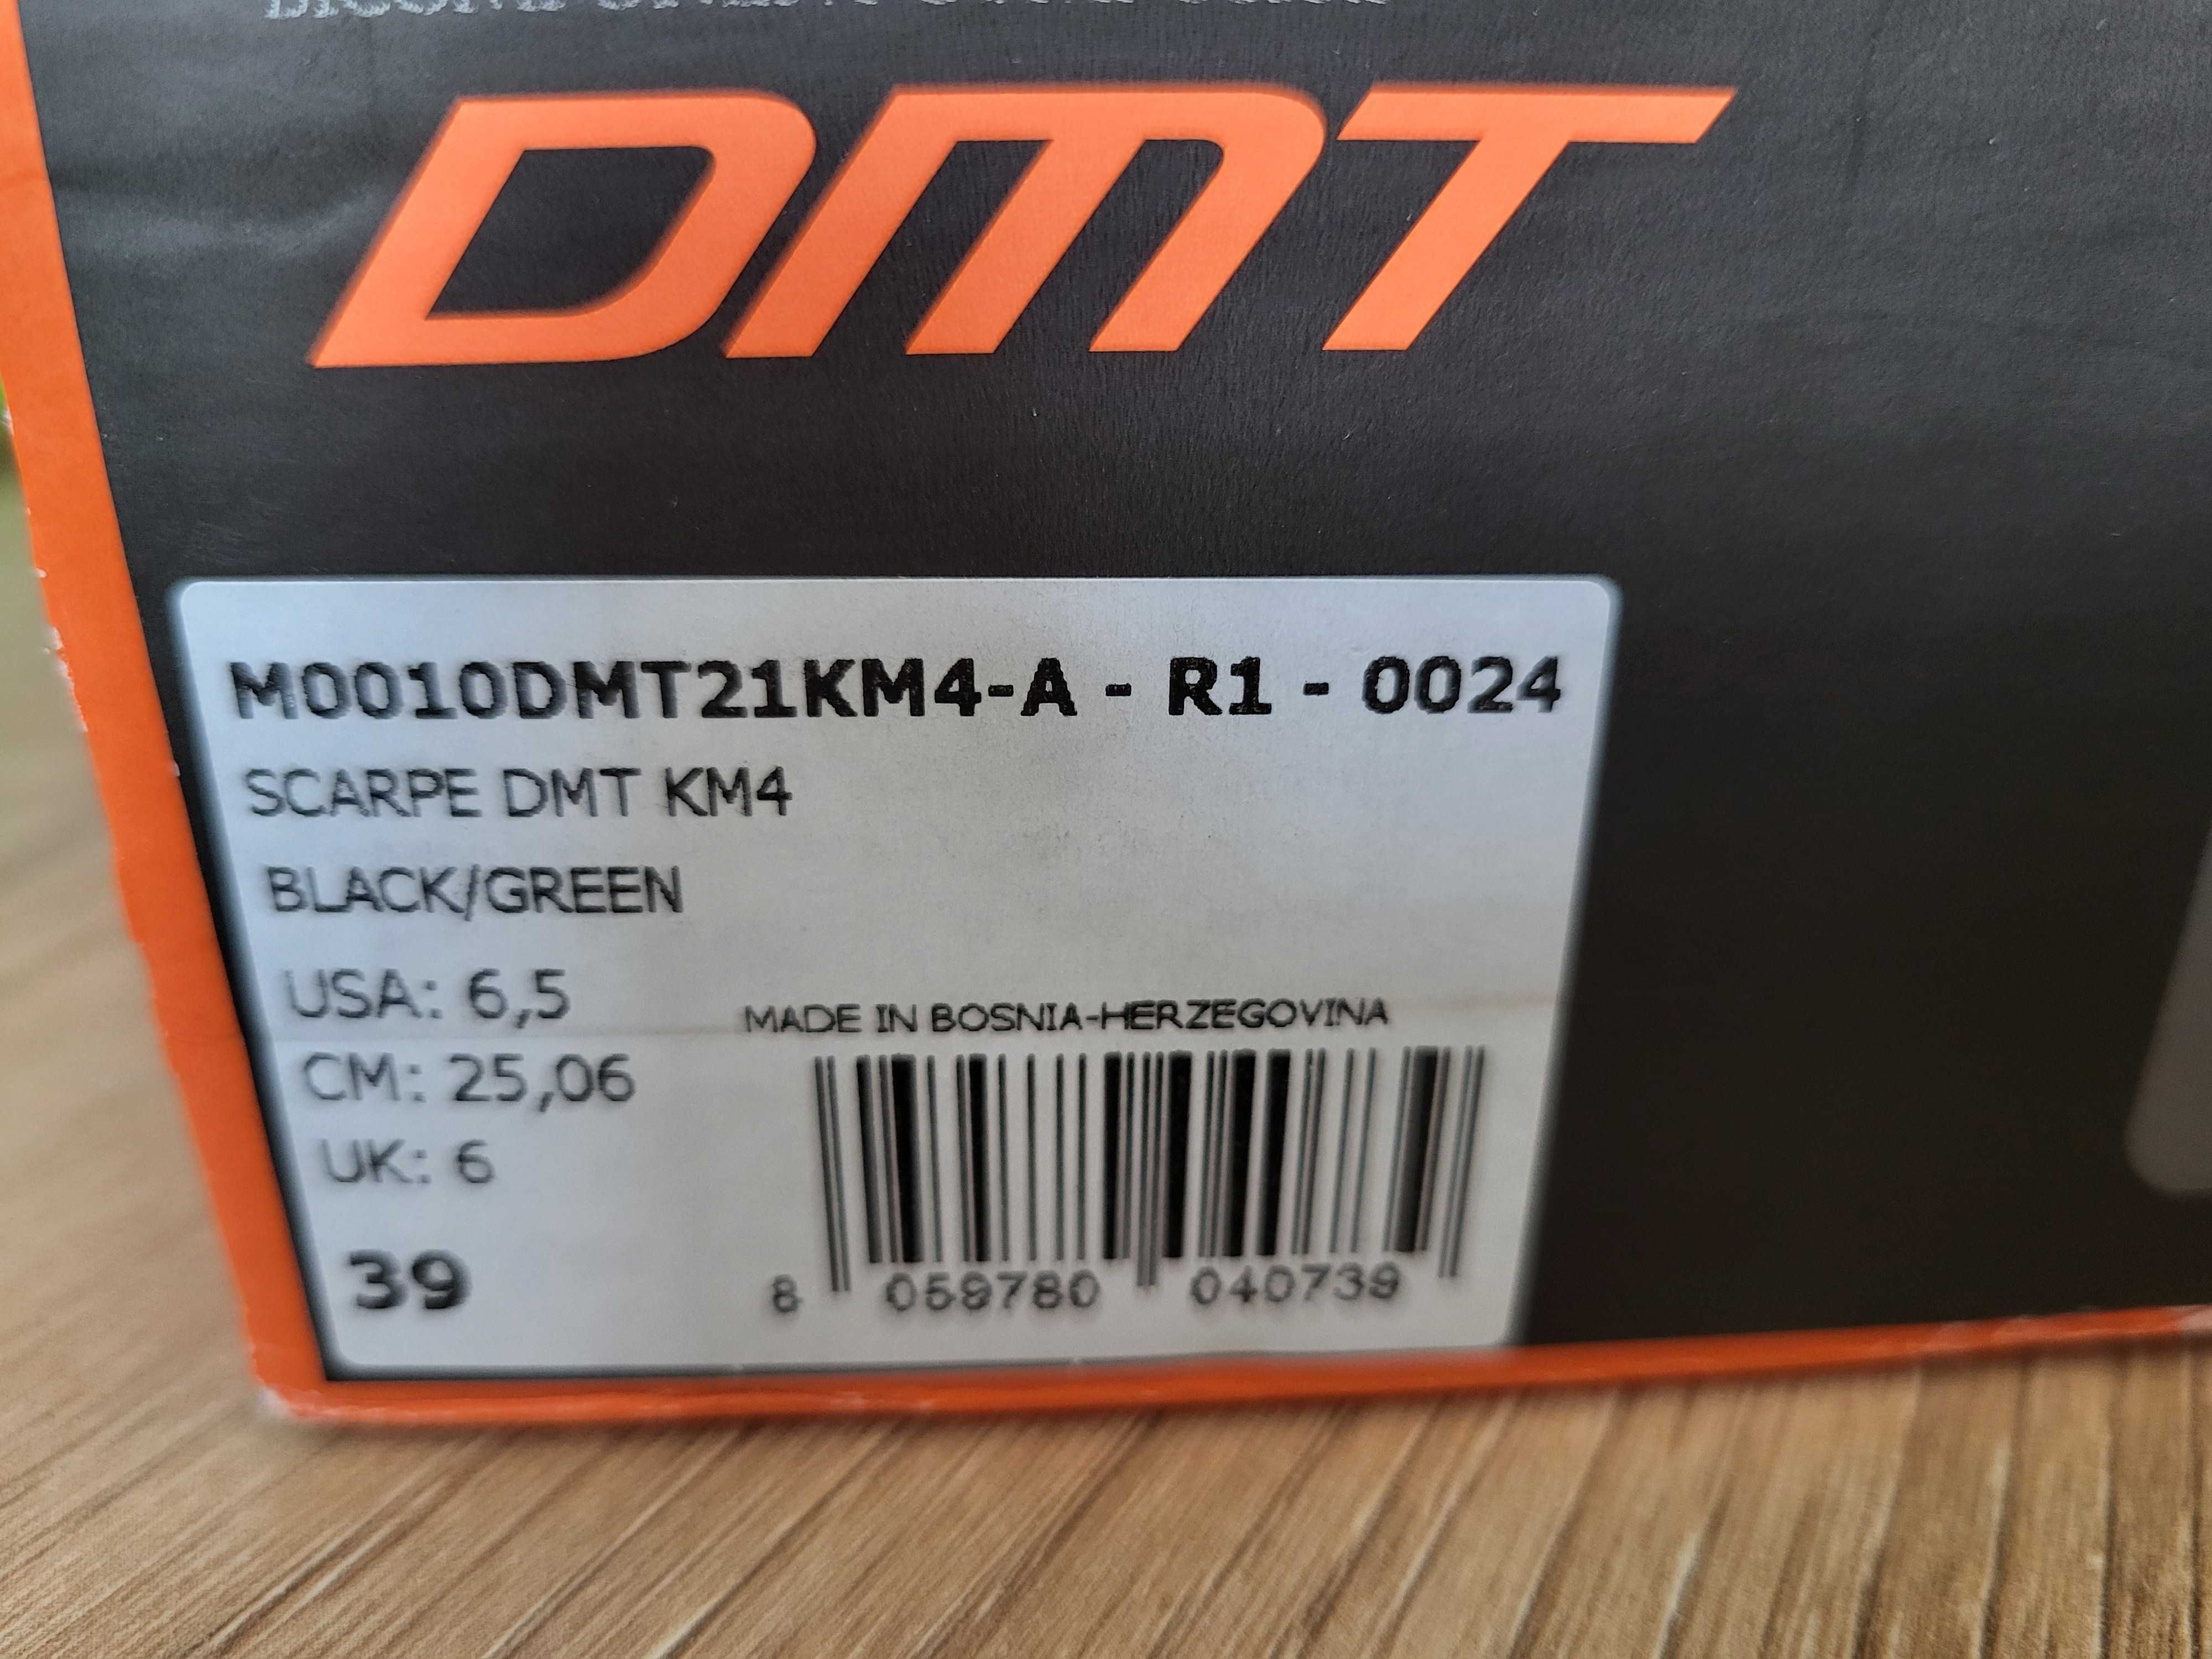 DMT
M0010DMT21KM4-A - R1 - 0024
SCARPE DMT KM4
BLACK/GREEN
USA: 6,5
MADE IN BOSNIA-HERZEGOVINA
CM: 25,06
UK: 6
39
8 059780 040739